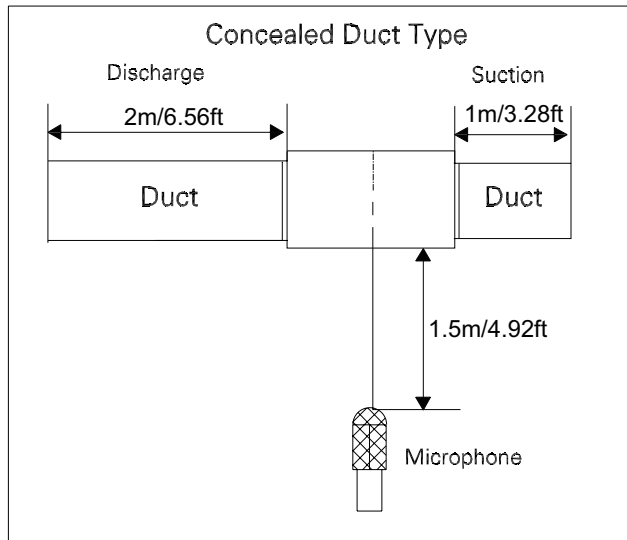 Concealed Duct Type
Discharge
Suction
2m/6.56ft
1m/3.28ft
Duct
Duct
1.5m/4.92ft
Microphone